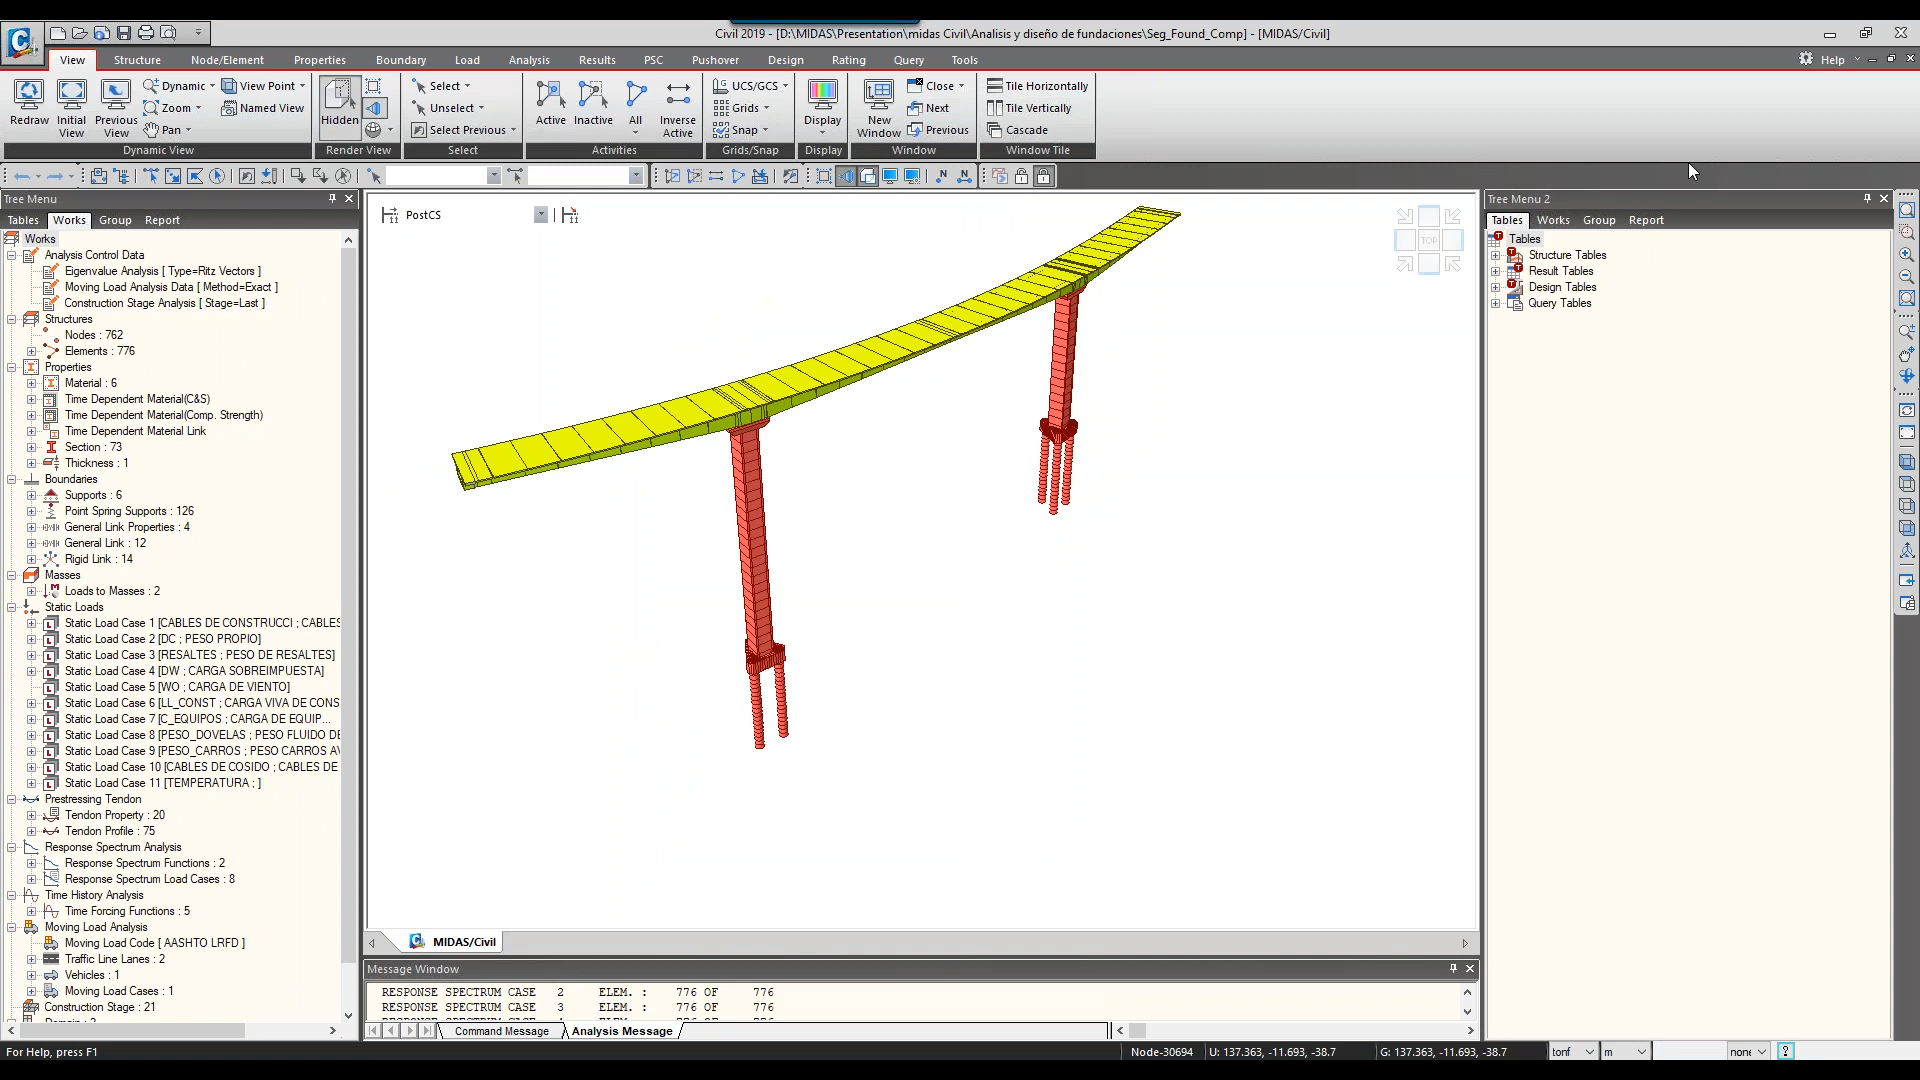 Civil 2019 - [D:\MIDAS\Presentation\midas Civil\Analisis y diseño de fundaciones\Seg_Found_Comp] - [MIDAS/Civil]
View Structure Node/Element Properties Boundary Load Analysis Results PSC Pushover Design Rating Query Tools Help
Redraw
Initial View
Previous View
Dynamic
Zoom
Pan
View Point
Named View
Dynamic View
Hidden
Render View
Select
Unselect
Select Previous
Select
Active
Inactive
All
Inverse Active
Activities
UCS/GCS
Grids
Snap
Grids/Snap
Display
Display
New Window
Close
Next
Previous
Window
Tile Horizontally
Tile Vertically
Cascade
Window Tile
Tree Menu
Tables Works Group Report
Works
Analysis Control Data
Eigenvalue Analysis [ Type=Ritz Vectors ]
Moving Load Analysis Data [ Method=Exact ]
Construction Stage Analysis [ Stage=Last ]
Structures
Nodes : 762
Elements : 776
Properties
Material : 6
Time Dependent Material(C&S)
Time Dependent Material(Comp. Strength)
Time Dependent Material Link
Section : 73
Thickness : 1
Boundaries
Supports : 6
Point Spring Supports : 126
General Link Properties : 4
General Link : 12
Rigid Link : 14
Masses
Loads to Masses : 2
Static Loads
Static Load Case 1 [CABLES DE CONSTRUCCI ; CABLES
Static Load Case 2 [DC ; PESO PROPIO]
Static Load Case 3 [RESALTES ; PESO DE RESALTES]
Static Load Case 4 [DW ; CARGA SOBREIMPUESTA]
Static Load Case 5 [WO ; CARGA DE VIENTO]
Static Load Case 6 [LL_CONST ; CARGA VIVA DE CONS
Static Load Case 7 [C_EQUIPOS ; CARGA DE EQUIP...
Static Load Case 8 [PESO_DOVELAS ; PESO FLUIDO DE
Static Load Case 9 [PESO_CARROS ; PESO CARROS AV
Static Load Case 10 [CABLES DE COSIDO ; CABLES DE
Static Load Case 11 [TEMPERATURA ; ]
Prestressing Tendon
Tendon Property : 20
Tendon Profile : 75
Response Spectrum Analysis
Response Spectrum Functions : 2
Response Spectrum Load Cases : 8
Time History Analysis
Time Forcing Functions : 5
Moving Load Analysis
Moving Load Code [ AASHTO LRFD ]
Traffic Line Lanes : 2
Vehicles : 1
Moving Load Cases : 1
Construction Stage : 21
PostCS
TOP
MIDAS/Civil
Message Window
RESPONSE SPECTRUM CASE 2 ELEM. : 776 OF 776
RESPONSE SPECTRUM CASE 3 ELEM. : 776 OF 776
Command Message Analysis Message
Tree Menu 2
Tables Works Group Report
Tables
Structure Tables
Result Tables
Design Tables
Query Tables
For Help, press F1
Node-30694 U: 137.363, -11.693, -38.7 G: 137.363, -11.693, -38.7 tonf m none ?